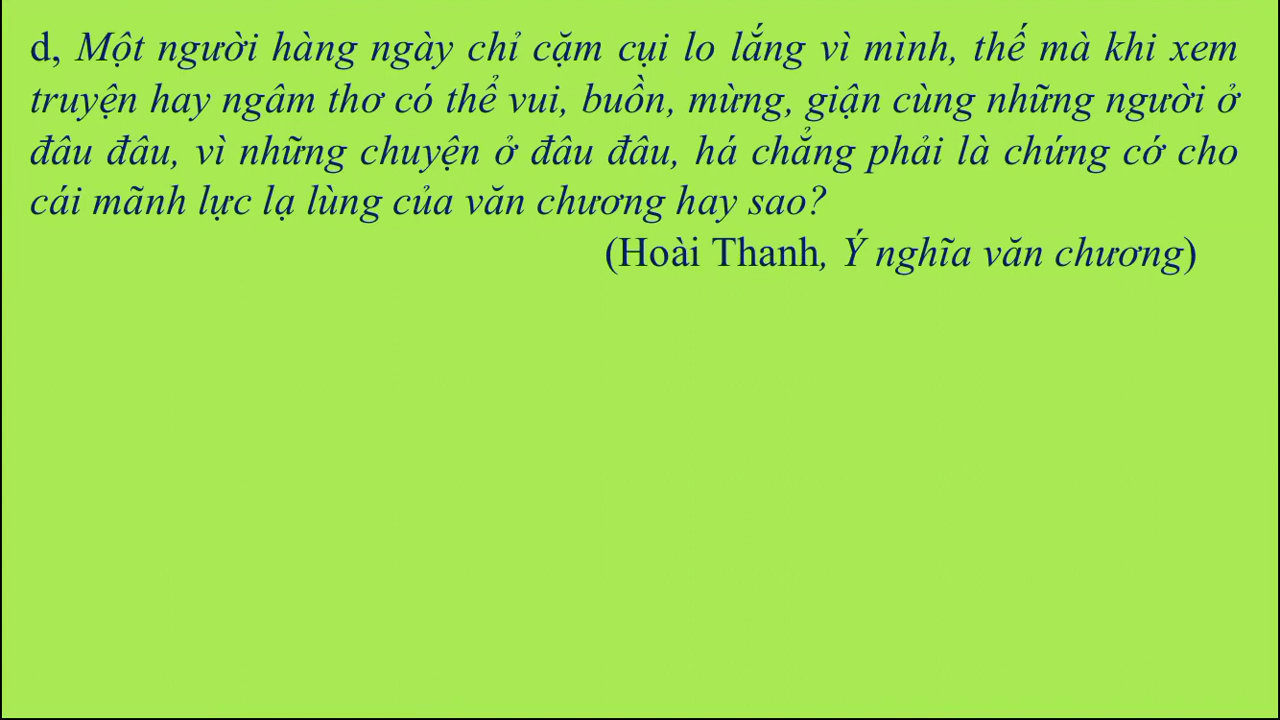 d, Một người hàng ngày chỉ cặm cụi lo lắng vì mình, thế mà khi xem
truyện hay ngâm thơ có thể vui, buồn, mừng, giận cùng những người ở
đâu đâu, vì những chuyện ở đâu đâu, há chẳng phải là chứng cớ cho
cái mãnh lực lạ lùng của văn chương hay sao?
(Hoài Thanh, Ý nghĩa văn chương)